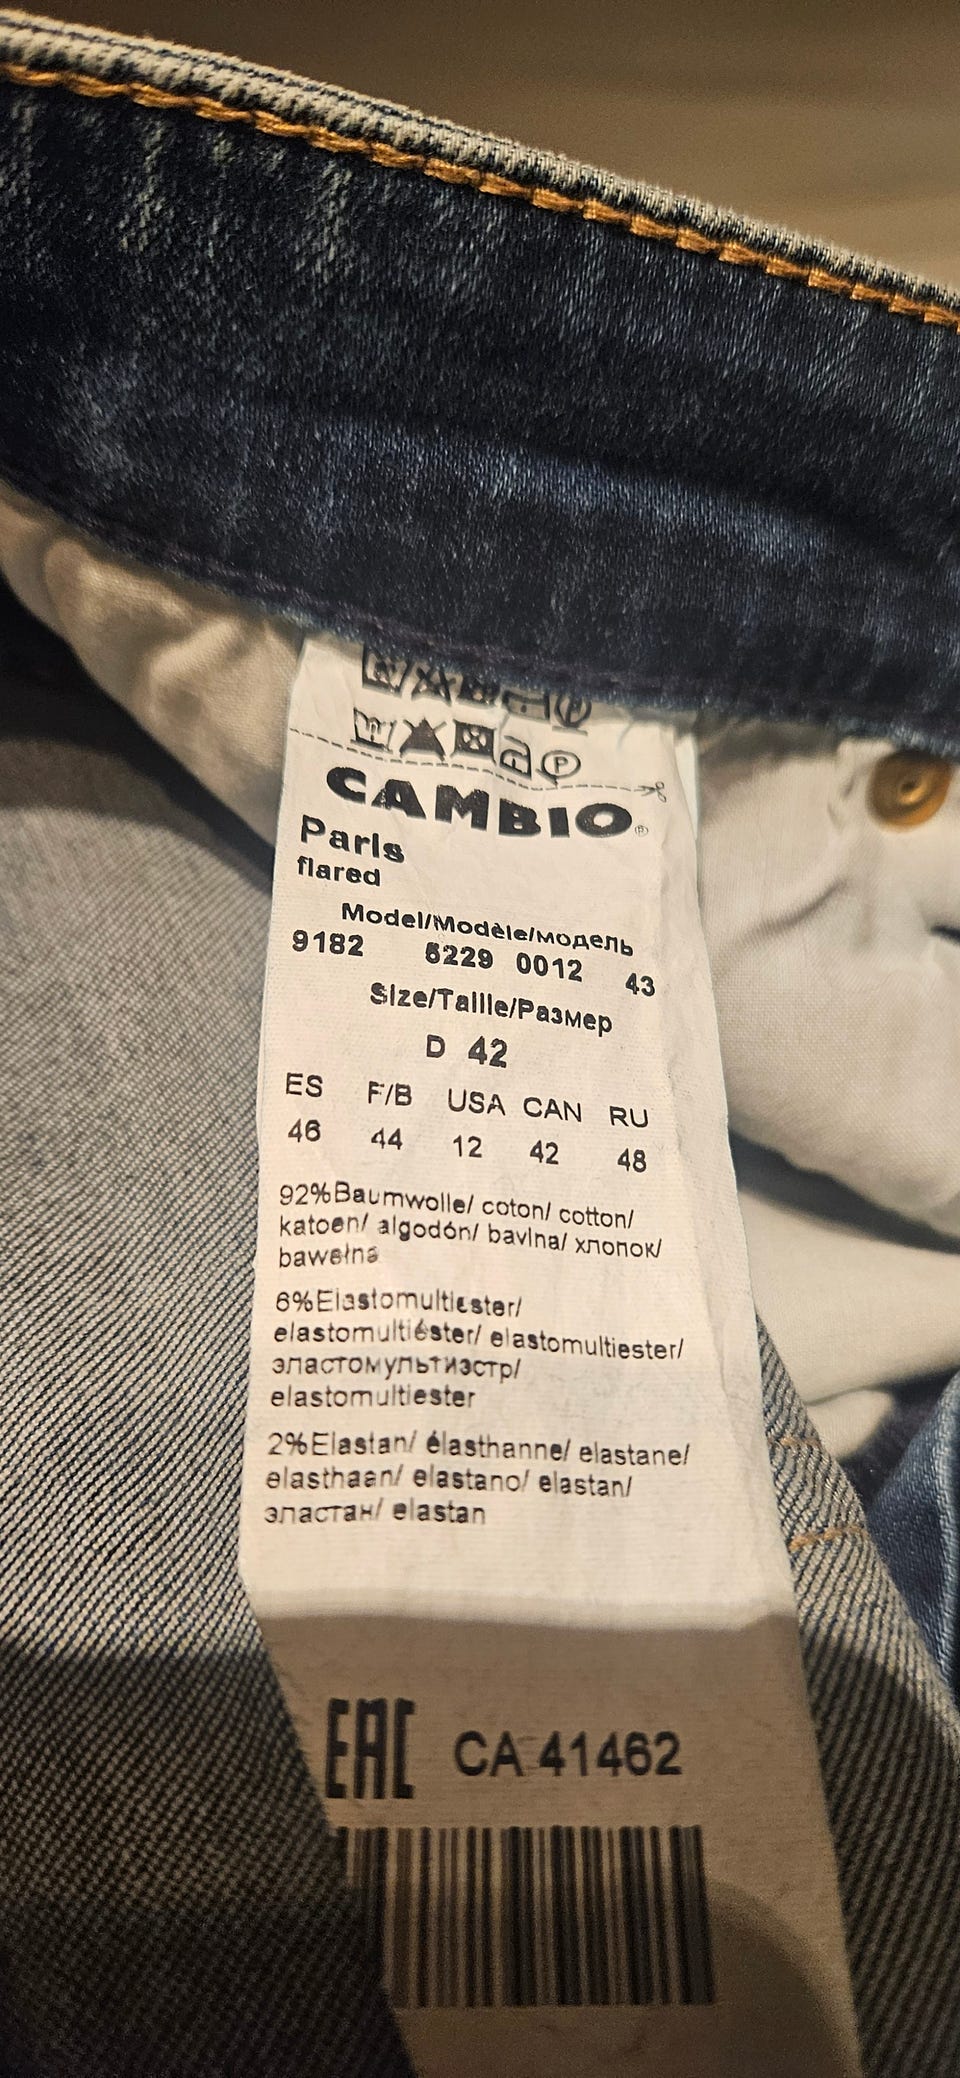 CAMBIO®
Paris
flared
Model/Modèle/модель
9182 5229 0012 43
Size/Taille/Размер
D 42
ES F/B USA CAN RU
46 44 12 42 48
92%Baumwolle/ coton/ cotton/
katoen/ algodón/ bavlna/ хлопок/
bawełna
6%Elastomultiester/
elastomultiéster/ elastomultiester/
эластомультиэстр/
elastomultiester
2%Elastan/ élasthanne/ elastane/
elasthaan/ elastano/ elastan/
эластан/ elastan
EAC CA 41462